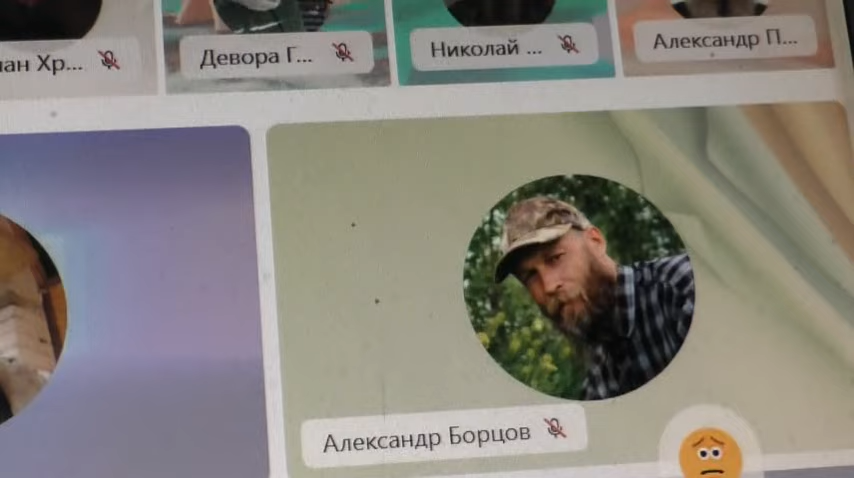 ан Хр...
Девора Г...
Николай ...
Александр П...
Александр Борцов